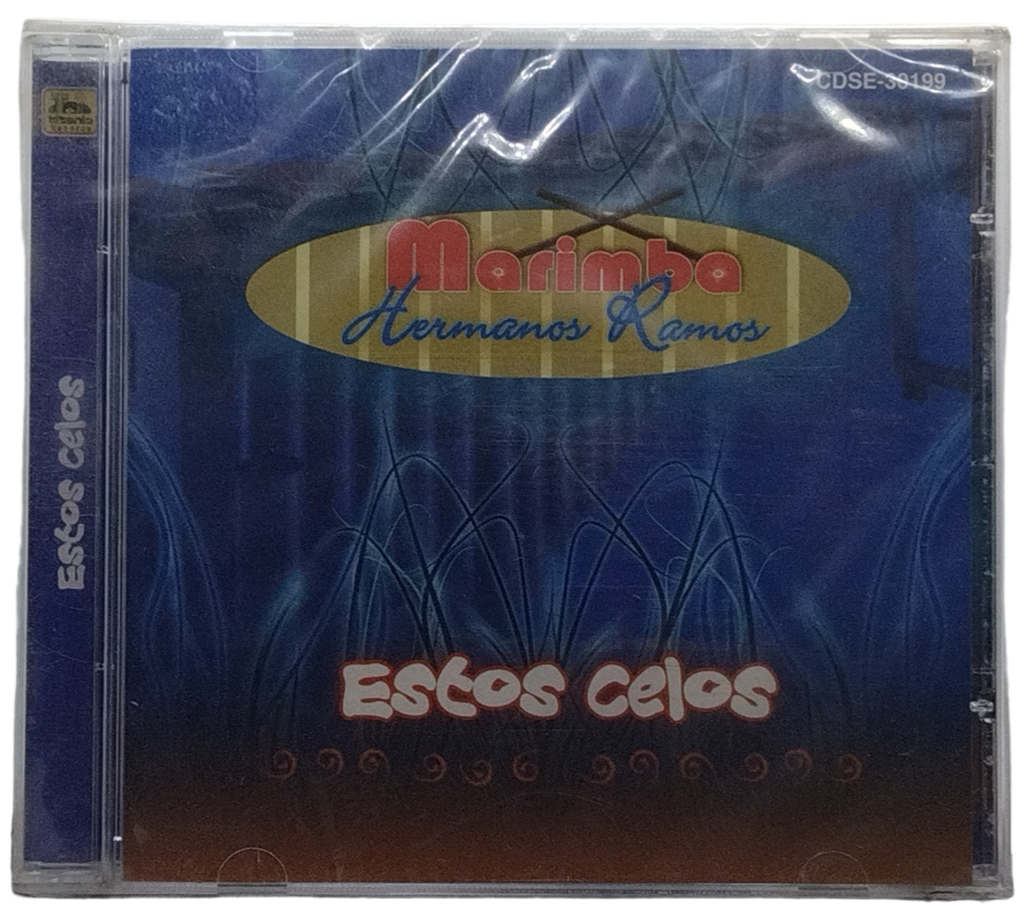 CDSE-30199
Marimba
Hermanos Ramos
Estos celos
Estos celos